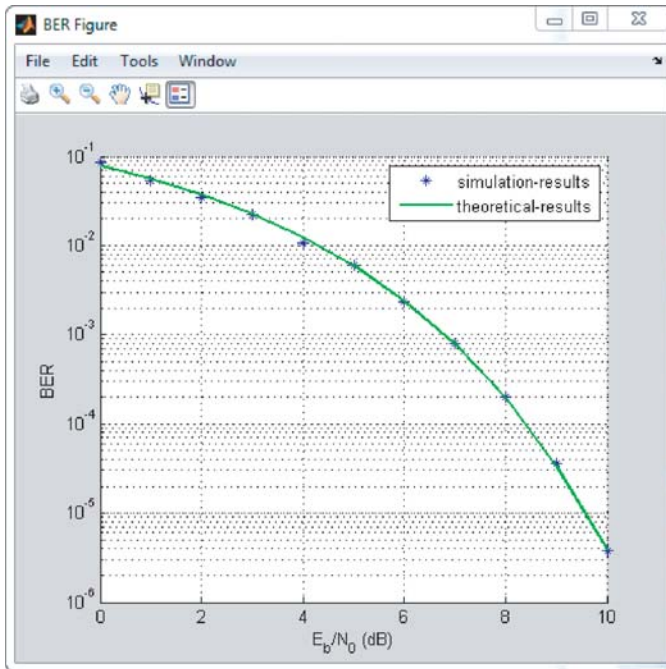 BER Figure
File Edit Tools Window
10^-1
simulation-results
theoretical-results
10^-2
10^-3
BER
10^-4
10^-5
10^-6
0 2 4 6 8 10
E_b/N_0 (dB)